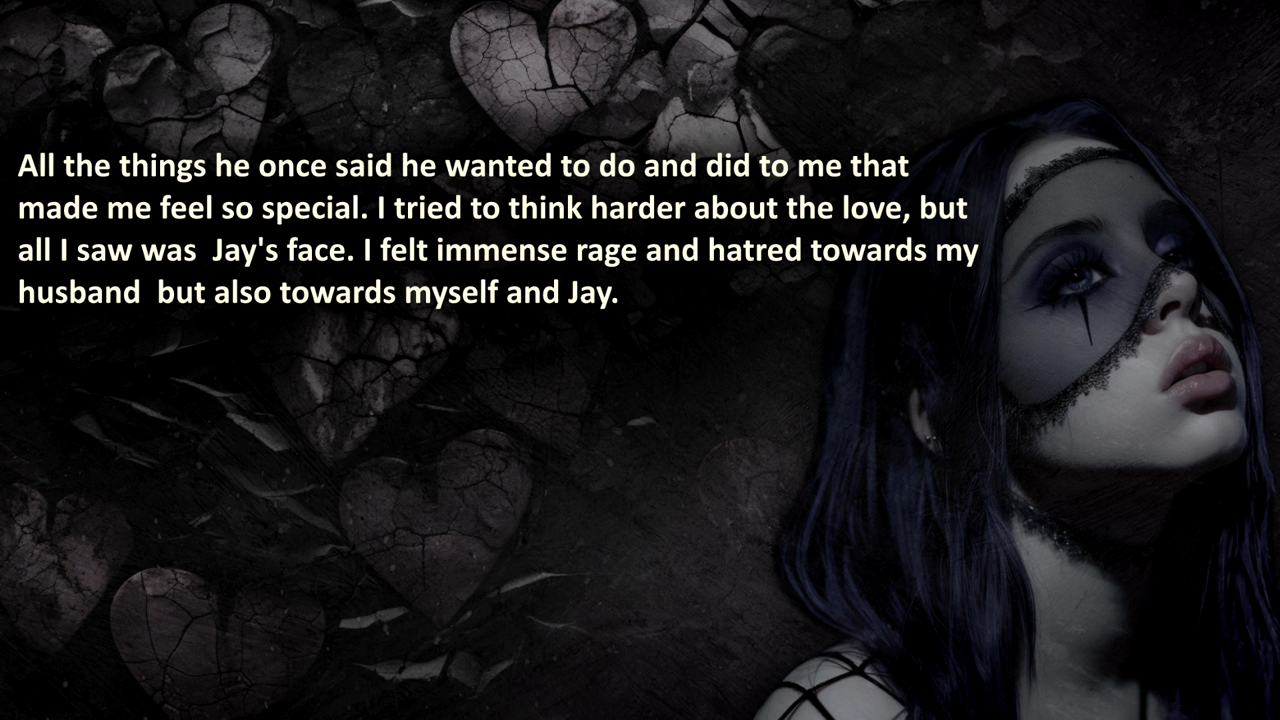 All the things he once said he wanted to do and did to me that
made me feel so special. I tried to think harder about the love, but
all I saw was  Jay's face. I felt immense rage and hatred towards my
husband  but also towards myself and Jay.